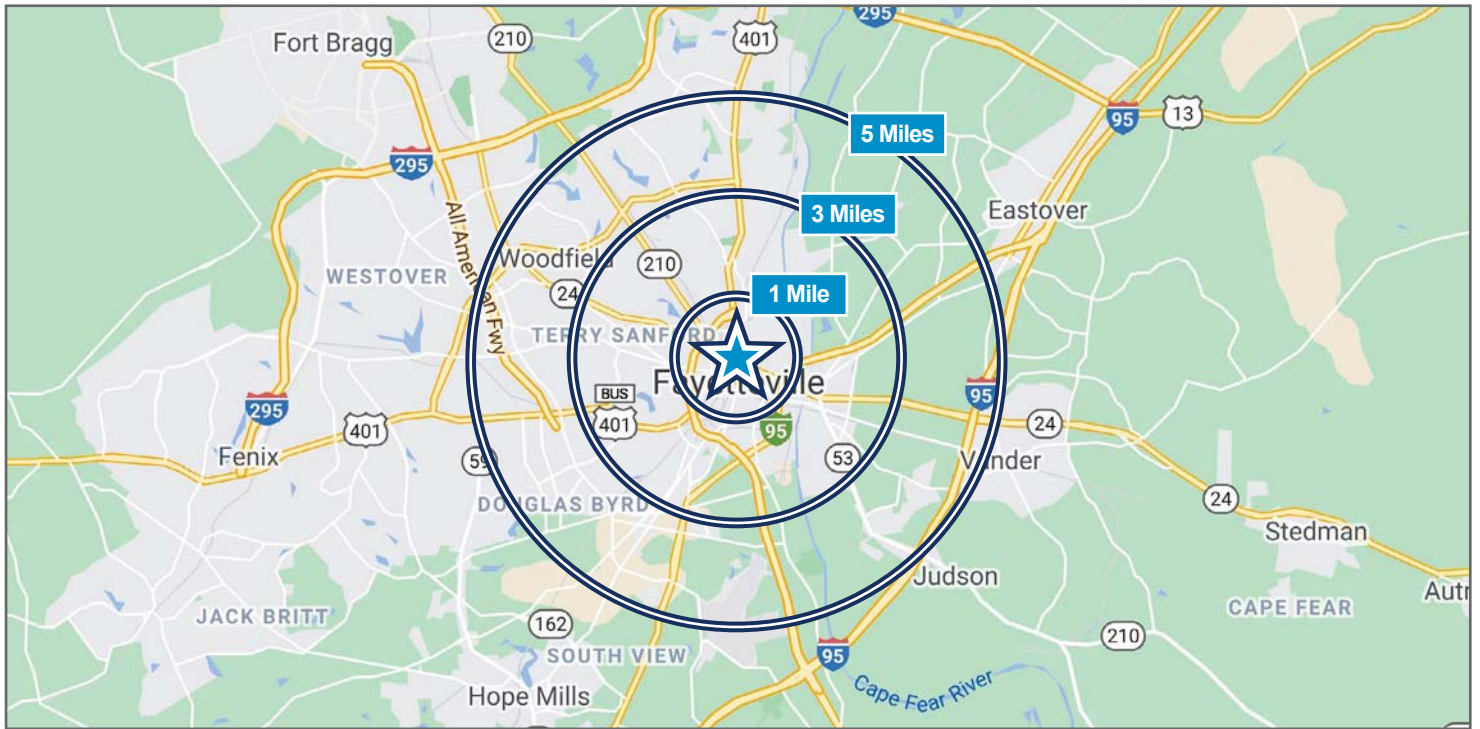 295
Fort Bragg
210
401
95
13
5 Miles
295
All American Fwy
3 Miles
Eastover
Woodfield
210
WESTOVER
24
1 Mile
TERRY SANFORD
Fayetteville
BUS
401
95
295
95
24
401
Fenix
59
53
Vander
24
DOUGLAS BYRD
Stedman
Judson
Autr
JACK BRITT
CAPE FEAR
162
210
SOUTH VIEW
95
Cape Fear River
Hope Mills